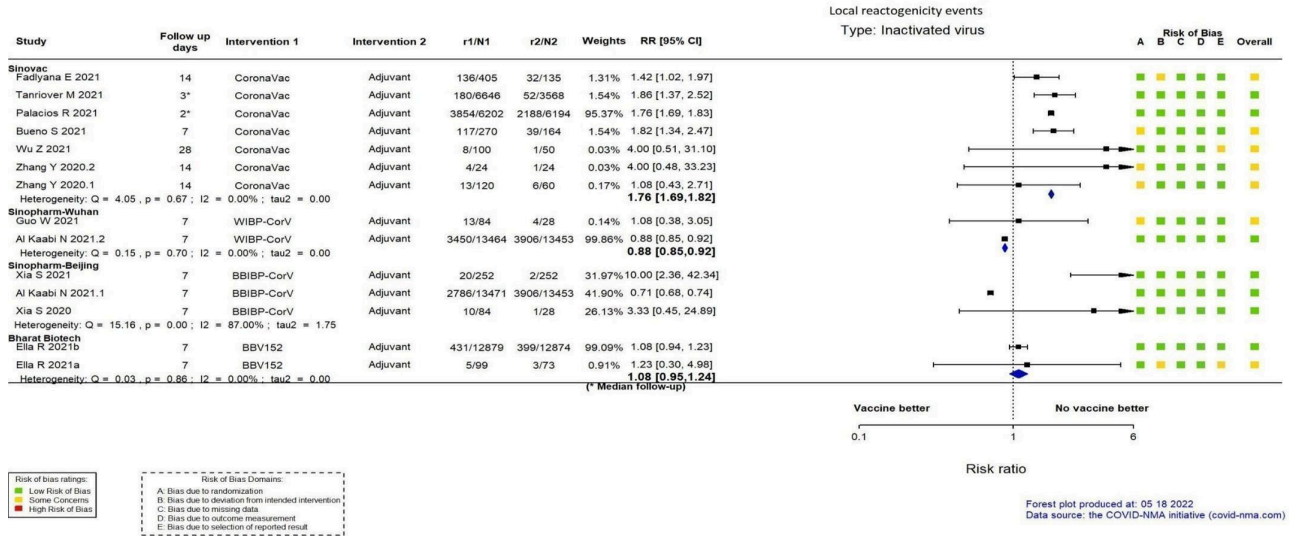 Local reactogenicity events
Type: Inactivated virus
Study Follow up days Intervention 1 Intervention 2 r1/N1 r2/N2 Weights RR [95% CI] Risk of Bias A B C D E Overall
Sinovac
Fadlyana E 2021 14 CoronaVac Adjuvant 136/405 32/135 1.31% 1.42 [1.02, 1.97]
Tanriover M 2021 3* CoronaVac Adjuvant 180/6646 52/3568 1.54% 1.86 [1.37, 2.52]
Palacios R 2021 2* CoronaVac Adjuvant 3854/6202 2188/6194 95.37% 1.76 [1.69, 1.83]
Bueno S 2021 7 CoronaVac Adjuvant 117/270 39/164 1.54% 1.82 [1.34, 2.47]
Wu Z 2021 28 CoronaVac Adjuvant 8/100 1/50 0.03% 4.00 [0.51, 31.10]
Zhang Y 2020.2 14 CoronaVac Adjuvant 4/24 1/24 0.03% 4.00 [0.48, 33.23]
Zhang Y 2020.1 14 CoronaVac Adjuvant 13/120 6/60 0.17% 1.08 [0.43, 2.71]
Heterogeneity: Q = 4.05 , p = 0.67 ; I2 = 0.00% ; tau2 = 0.00 1.76 [1.69,1.82]
Sinopharm-Wuhan
Guo W 2021 7 WIBP-CorV Adjuvant 13/84 4/28 0.14% 1.08 [0.38, 3.05]
Al Kaabi N 2021.2 7 WIBP-CorV Adjuvant 3450/13464 3906/13453 99.86% 0.88 [0.85, 0.92]
Heterogeneity: Q = 0.15 , p = 0.70 ; I2 = 0.00% ; tau2 = 0.00 0.88 [0.85,0.92]
Sinopharm-Beijing
Xia S 2021 7 BBIBP-CorV Adjuvant 20/252 2/252 31.97% 10.00 [2.36, 42.34]
Al Kaabi N 2021.1 7 BBIBP-CorV Adjuvant 2786/13471 3906/13453 41.90% 0.71 [0.68, 0.74]
Xia S 2020 7 BBIBP-CorV Adjuvant 10/84 1/28 26.13% 3.33 [0.45, 24.89]
Heterogeneity: Q = 15.16 , p = 0.00 ; I2 = 87.00% ; tau2 = 1.75
Bharat Biotech
Ella R 2021b 7 BBV152 Adjuvant 431/12879 399/12874 99.09% 1.08 [0.94, 1.23]
Ella R 2021a 7 BBV152 Adjuvant 5/99 3/73 0.91% 1.23 [0.30, 4.98]
Heterogeneity: Q = 0.03 , p = 0.86 ; I2 = 0.00% ; tau2 = 0.00 1.08 [0.95,1.24]
(* Median follow-up)
Vaccine better No vaccine better
0.1 1 6
Risk ratio
Risk of bias ratings:
Low Risk of Bias
Some Concerns
High Risk of Bias
Risk of Bias Domains:
A: Bias due to randomization
B: Bias due to deviation from intended intervention
C: Bias due to missing data
D: Bias due to outcome measurement
E: Bias due to selection of reported result
Forest plot produced at: 05 18 2022
Data source: the COVID-NMA initiative (covid-nma.com)